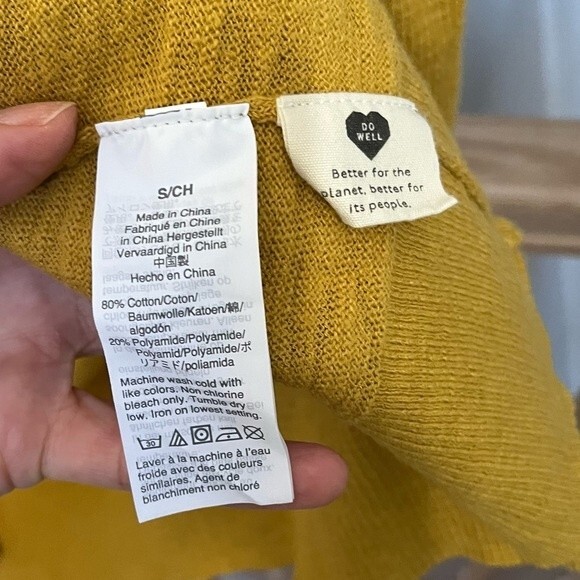 S/CH
Made in China
Fabriqué en Chine
in China Hergestellt
Vervaardigd in China
中国製
Hecho en China
80% Cotton/Coton/
Baumwolle/Katoen/綿/
algodón
20% Polyamide/Polyamide/
Polyamid/Polyamide/ポ
リアミド/poliamida
Machine wash cold with
like colors. Non chlorine
bleach only. Tumble dry
low. Iron on lowest setting.
30
Laver à la machine à l'eau
froide avec des couleurs
similaires. Agent de
blanchiment non chloré
DO
WELL
Better for the
planet, better for
its people.